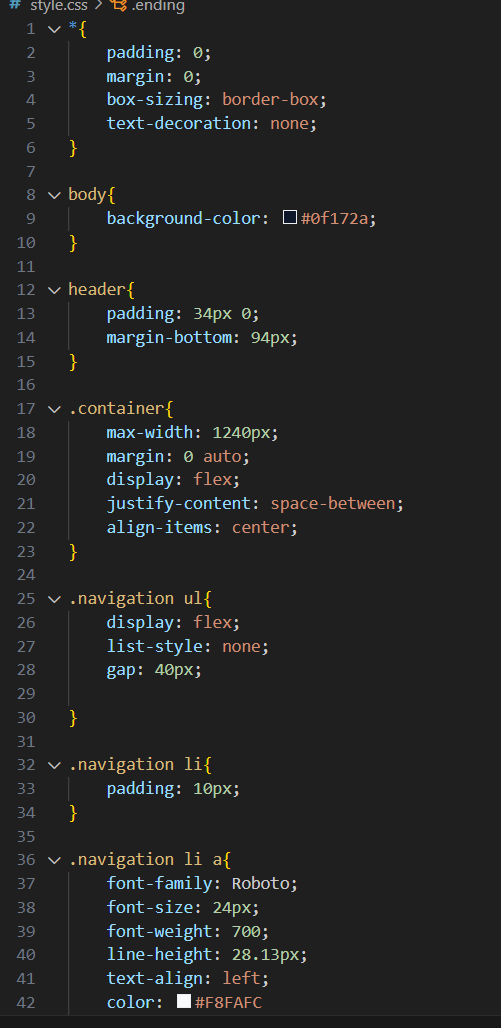 # style.css > .ending
1 *{
2 padding: 0;
3 margin: 0;
4 box-sizing: border-box;
5 text-decoration: none;
6 }
7
8 body{
9 background-color: #0f172a;
10 }
11
12 header{
13 padding: 34px 0;
14 margin-bottom: 94px;
15 }
16
17 .container{
18 max-width: 1240px;
19 margin: 0 auto;
20 display: flex;
21 justify-content: space-between;
22 align-items: center;
23 }
24
25 .navigation ul{
26 display: flex;
27 list-style: none;
28 gap: 40px;
29
30 }
31
32 .navigation li{
33 padding: 10px;
34 }
35
36 .navigation li a{
37 font-family: Roboto;
38 font-size: 24px;
39 font-weight: 700;
40 line-height: 28.13px;
41 text-align: left;
42 color: #F8FAFC